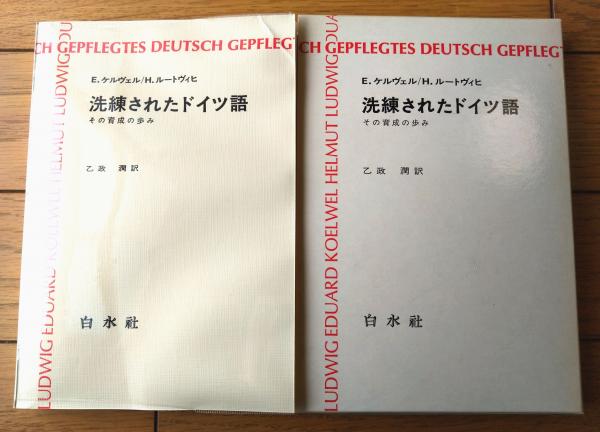 CH GEPFLEGTES DEUTSCH GEPFLEGT
LUDWIG EDUARD KOELWEL HELMUT LUDWIG EDUA
E.ケルヴェル/H.ルートヴィヒ
洗練されたドイツ語
その育成の歩み
乙政 潤訳
白水社
CH GEPFLEGTES DEUTSCH GEPFLEGT
LUDWIG EDUARD KOELWEL HELMUT LUDWIG EDUA
E.ケルヴェル/H.ルートヴィヒ
洗練されたドイツ語
その育成の歩み
乙政 潤訳
白水社